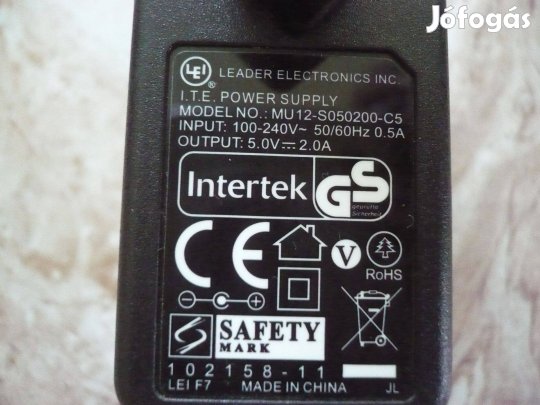 Jófogás
LEI
LEADER ELECTRONICS INC.
I.T.E. POWER SUPPLY
MODEL NO.: MU12-S050200-C5
INPUT: 100-240V~ 50/60Hz 0.5A
OUTPUT: 5.0V⎓2.0A
Intertek
GS
geprüfte
Sicherheit
CE
V
RoHS
SAFETY
MARK
102158-11
LEI F7 MADE IN CHINA JL